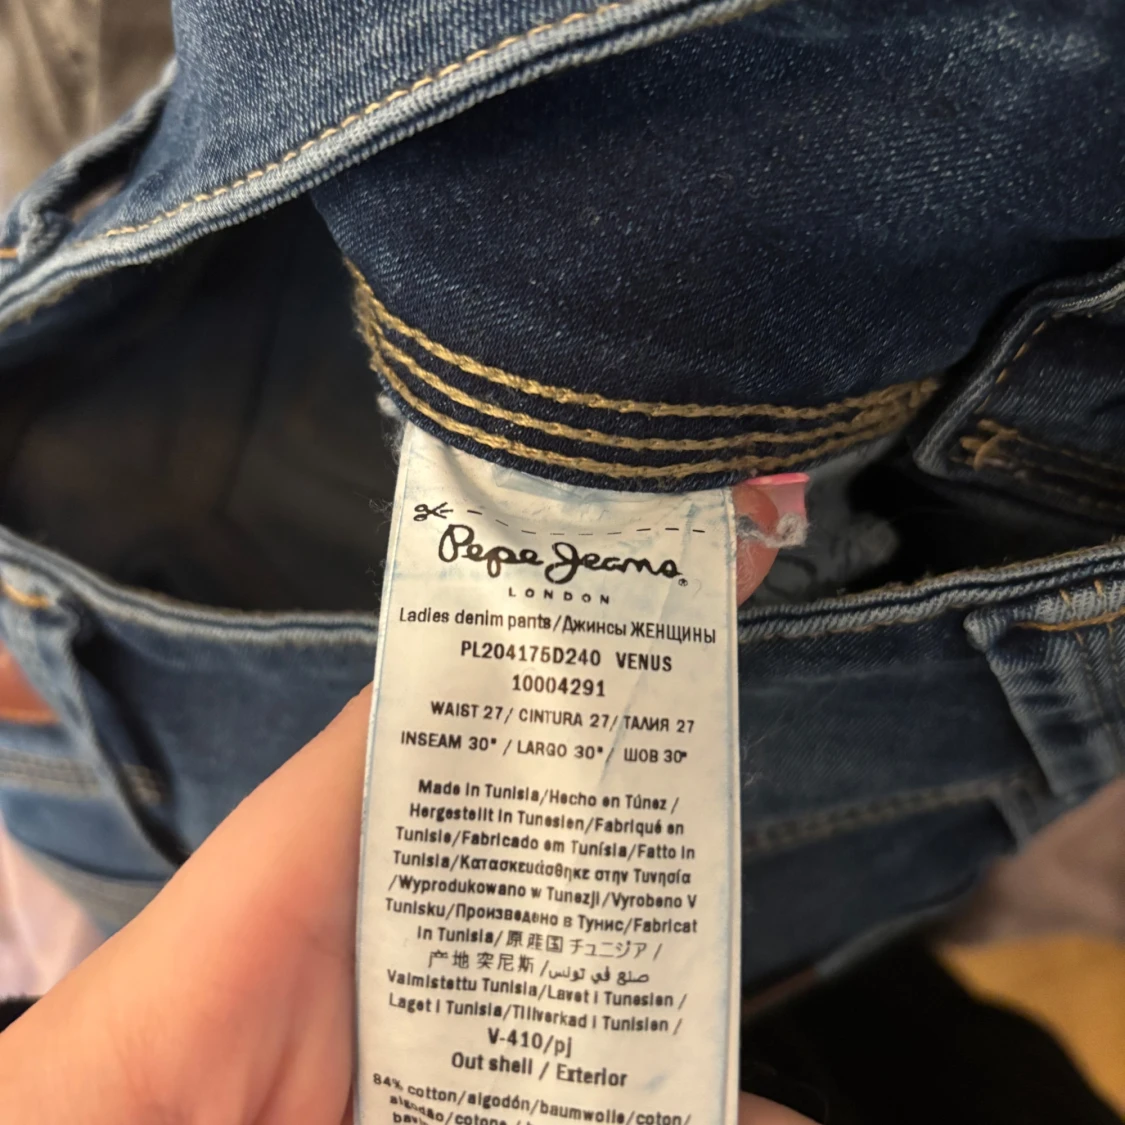 Pepe Jeans®
LONDON
Ladies denim pants/Джинсы ЖЕНЩИНЫ
PL204175D240 VENUS
10004291
WAIST 27/ CINTURA 27/ ТАЛИЯ 27
INSEAM 30" / LARGO 30" / ШОВ 30"
Made in Tunisia/Hecho en Túnez /
Hergestellt in Tunesien/Fabriqué en
Tunisie/Fabricado em Tunísia/Fatto in
Tunisia/Κατασκευάσθηκε στην Τυνησία
/Wyprodukowano w Tunezji/Vyrobeno V
Tunisku/Произведено в Тунис/Fabricat
in Tunisia/原産国 チュニジア /
产地 突尼斯 /صنع في تونس
Valmistettu Tunisia/Lavet i Tunesien /
Laget i Tunisia/Tillverkad i Tunisien /
V-410/pj
Out shell / Exterior
84% cotton/algodón/baumwolle/coton/
algodão/cotone